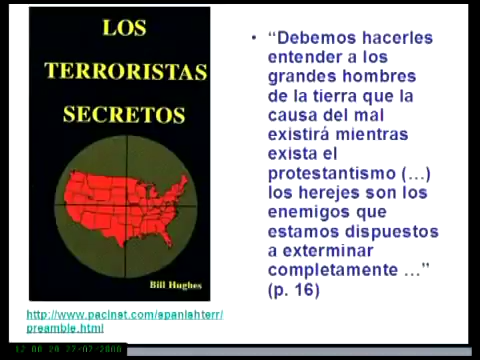 LOS
TERRORISTAS
SECRETOS
Bill Hughes
http://www.pacinet.com/spanishterr/
preamble.html
• “Debemos hacerles
entender a los
grandes hombres
de la tierra que la
causa del mal
existirá mientras
exista el
protestantismo (…)
los herejes son los
enemigos que
estamos dispuestos
a exterminar
completamente …”
(p. 16)